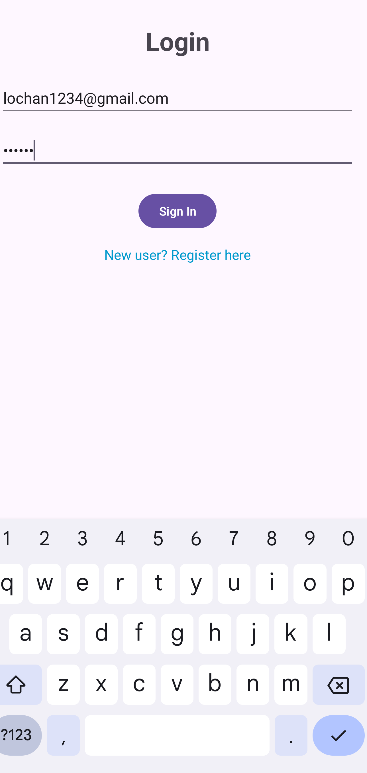 Login
lochan1234@gmail.com
••••••
Sign In
New user? Register here
1 2 3 4 5 6 7 8 9 0
q w e r t y u i o p
a s d f g h j k l
z x c v b n m
?123 , .